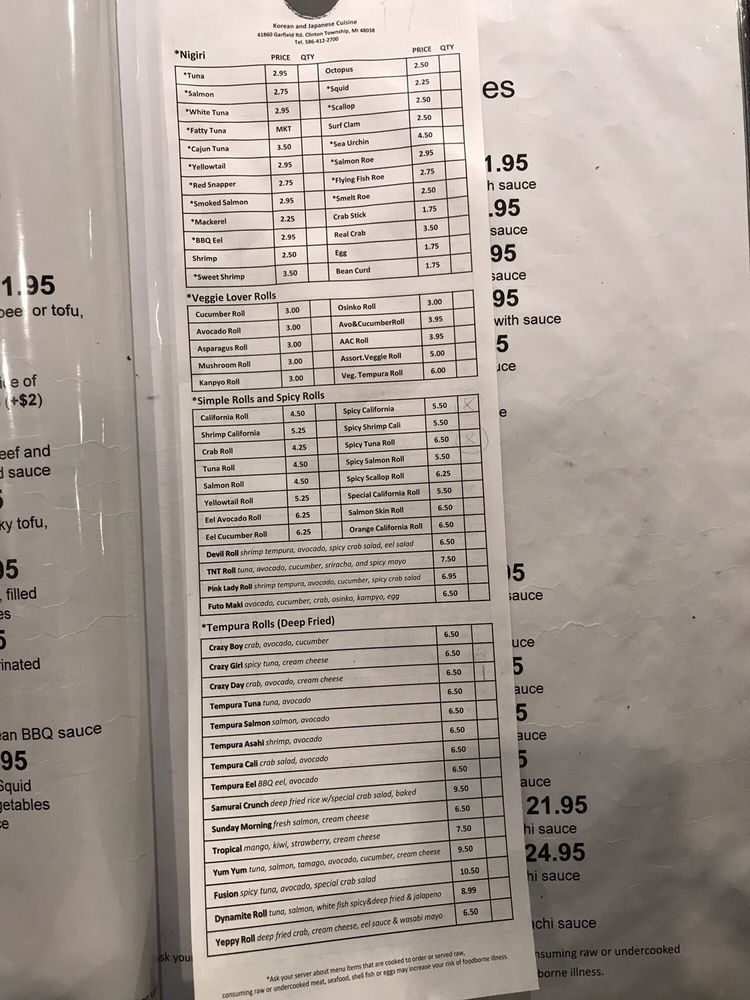 Korean and Japanese Cuisine
41860 Garfield Rd. Clinton Township, MI 48038
Tel. 586-412-2700
*Nigiri PRICE QTY PRICE QTY
*Tuna 2.95 Octopus 2.50
*Salmon 2.75 *Squid 2.25
*White Tuna 2.95 *Scallop 2.50
*Fatty Tuna MKT Surf Clam 2.50
*Cajun Tuna 3.50 *Sea Urchin 4.50
*Yellowtail 2.95 *Salmon Roe 2.95
*Red Snapper 2.75 *Flying Fish Roe 2.75
*Smoked Salmon 2.95 *Smelt Roe 2.50
*Mackerel 2.25 Crab Stick 1.75
*BBQ Eel 2.95 Real Crab 3.50
Shrimp 2.50 Egg 1.75
*Sweet Shrimp 3.50 Bean Curd 1.75
*Veggie Lover Rolls
Cucumber Roll 3.00 Osinko Roll 3.00
Avocado Roll 3.00 Avo&CucumberRoll 3.95
Asparagus Roll 3.00 AAC Roll 3.95
Mushroom Roll 3.00 Assort.Veggie Roll 5.00
Kanpyo Roll 3.00 Veg. Tempura Roll 6.00
*Simple Rolls and Spicy Rolls
California Roll 4.50 Spicy California 5.50
Shrimp California 5.25 Spicy Shrimp Cali 5.50
Crab Roll 4.25 Spicy Tuna Roll 6.50
Tuna Roll 4.50 Spicy Salmon Roll 5.50
Salmon Roll 4.50 Spicy Scallop Roll 6.25
Yellowtail Roll 5.25 Special California Roll 5.50
Eel Avocado Roll 6.25 Salmon Skin Roll 6.50
Eel Cucumber Roll 6.25 Orange California Roll 6.50
Devil Roll shrimp tempura, avocado, spicy crab salad, eel salad 6.50
TNT Roll tuna, avocado, cucumber, sriracha, and spicy mayo 7.50
Pink Lady Roll shrimp tempura, avocado, cucumber, spicy crab salad 6.95
Futo Maki avocado, cucumber, crab, osinko, kampyo, egg 6.50
*Tempura Rolls (Deep Fried)
Crazy Boy crab, avocado, cucumber 6.50
Crazy Girl spicy tuna, cream cheese 6.50
Crazy Day crab, avocado, cream cheese 6.50
Tempura Tuna tuna, avocado 6.50
Tempura Salmon salmon, avocado 6.50
Tempura Asahi shrimp, avocado 6.50
Tempura Cali crab salad, avocado 6.50
Tempura Eel BBQ eel, avocado 6.50
Samurai Crunch deep fried rice w/special crab salad, baked 9.50
Sunday Morning fresh salmon, cream cheese 6.50
Tropical mango, kiwi, strawberry, cream cheese 7.50
Yum Yum tuna, salmon, tamago, avocado, cucumber, cream cheese 9.50
Fusion spicy tuna, avocado, special crab salad 10.50
Dynamite Roll tuna, salmon, white fish spicy&deep fried & jalapeno 8.99
Yeppy Roll deep fried crab, cream cheese, eel sauce & wasabi mayo 6.50
*Ask your server about menu items that are cooked to order or served raw,
consuming raw or undercooked meat, seafood, shell fish or eggs may increase your risk of foodborne illness.
1.95
or tofu,
of
(+$2)
and
sauce
tofu,
filled
BBQ sauce
95
Squid
es
1.95
sauce
.95
sauce
95
sauce
95
with sauce
5
5
sauce
5
5
5
21.95
sauce
24.95
sauce
sauce
raw or undercooked
illness.